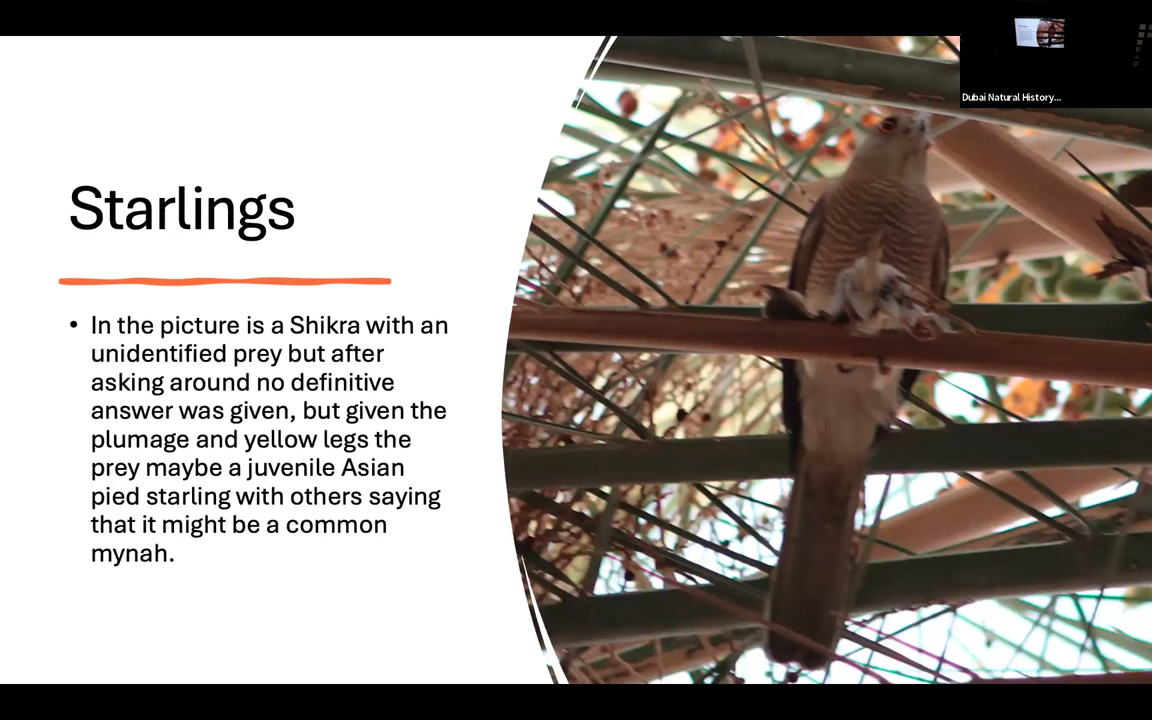 Dubai Natural History...
Starlings
• In the picture is a Shikra with an
unidentified prey but after
asking around no definitive
answer was given, but given the
plumage and yellow legs the
prey maybe a juvenile Asian
pied starling with others saying
that it might be a common
mynah.